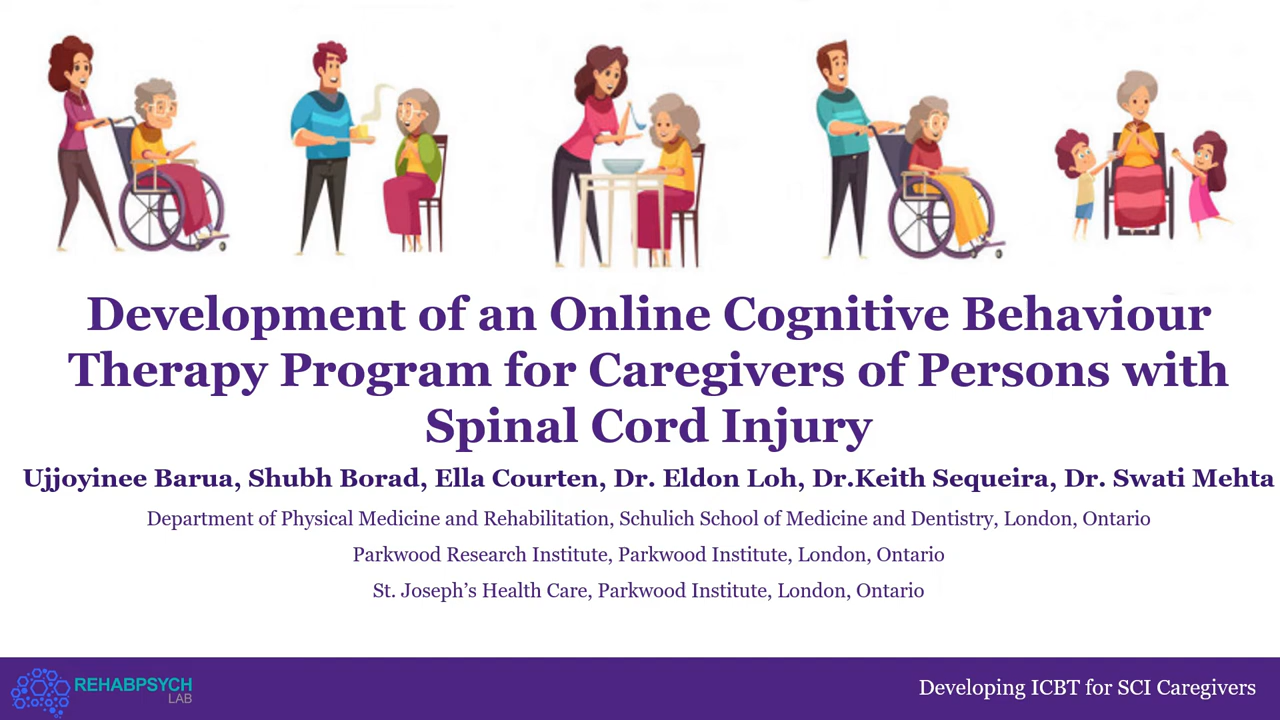 Development of an Online Cognitive Behaviour
Therapy Program for Caregivers of Persons with
Spinal Cord Injury
Ujjoyinee Barua, Shubh Borad, Ella Courten, Dr. Eldon Loh, Dr.Keith Sequeira, Dr. Swati Mehta
Department of Physical Medicine and Rehabilitation, Schulich School of Medicine and Dentistry, London, Ontario
Parkwood Research Institute, Parkwood Institute, London, Ontario
St. Joseph’s Health Care, Parkwood Institute, London, Ontario
REHABPSYCH
LAB
Developing ICBT for SCI Caregivers